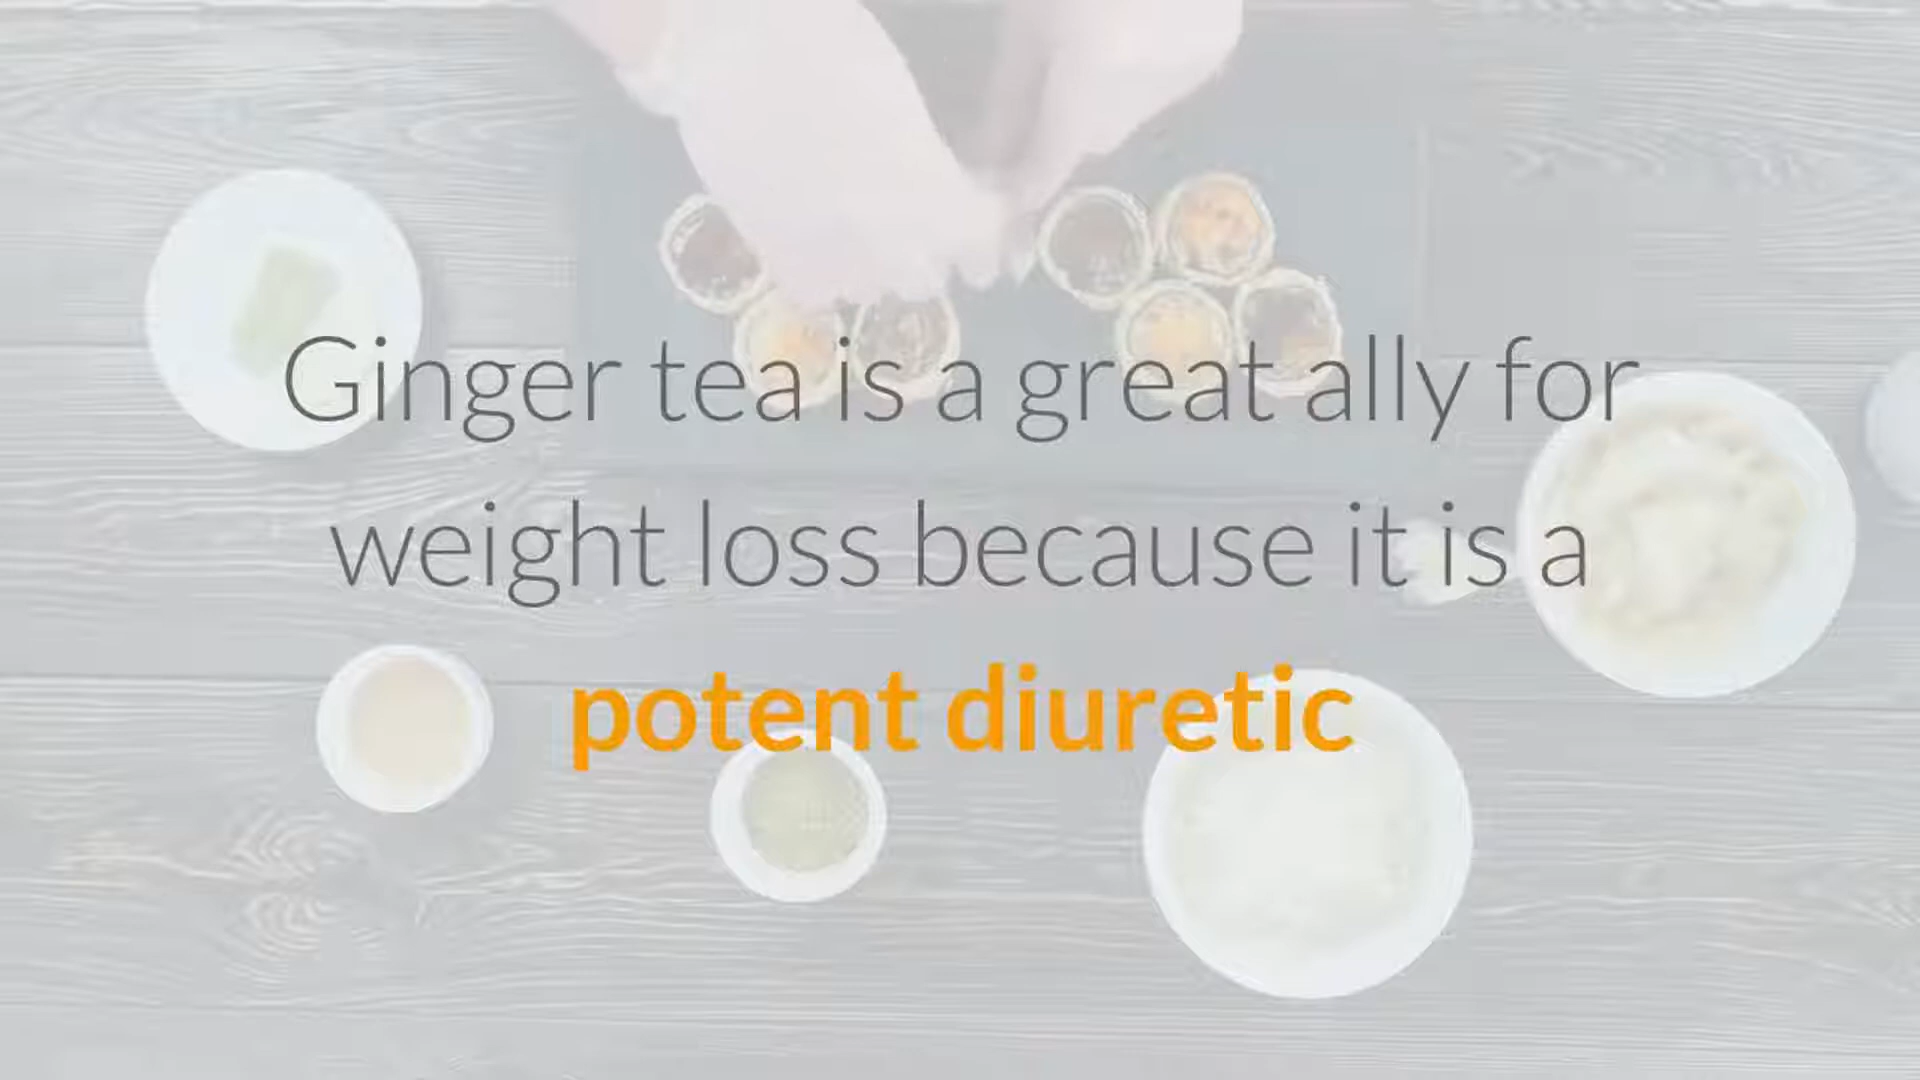 Ginger tea is a great ally for
weight loss because it is a
potent diuretic